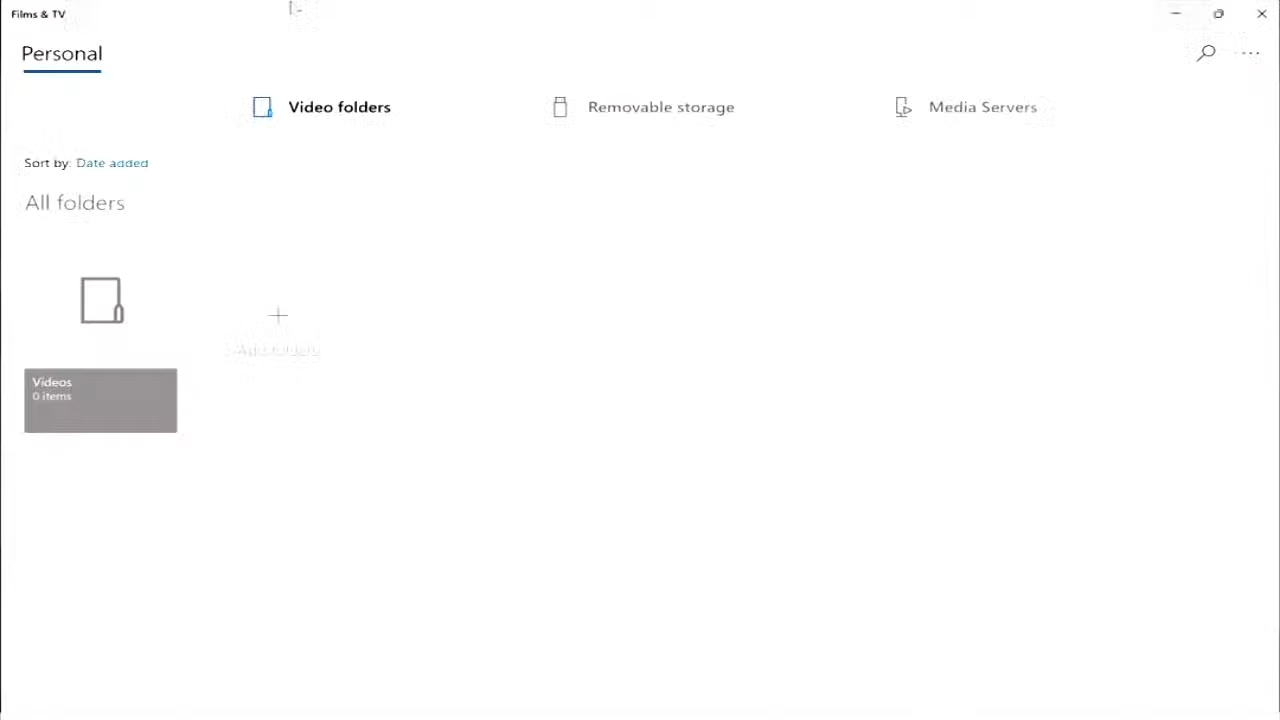 Films & TV
Personal
Video folders
Removable storage
Media Servers
Sort by: Date added
All folders
Videos
0 items